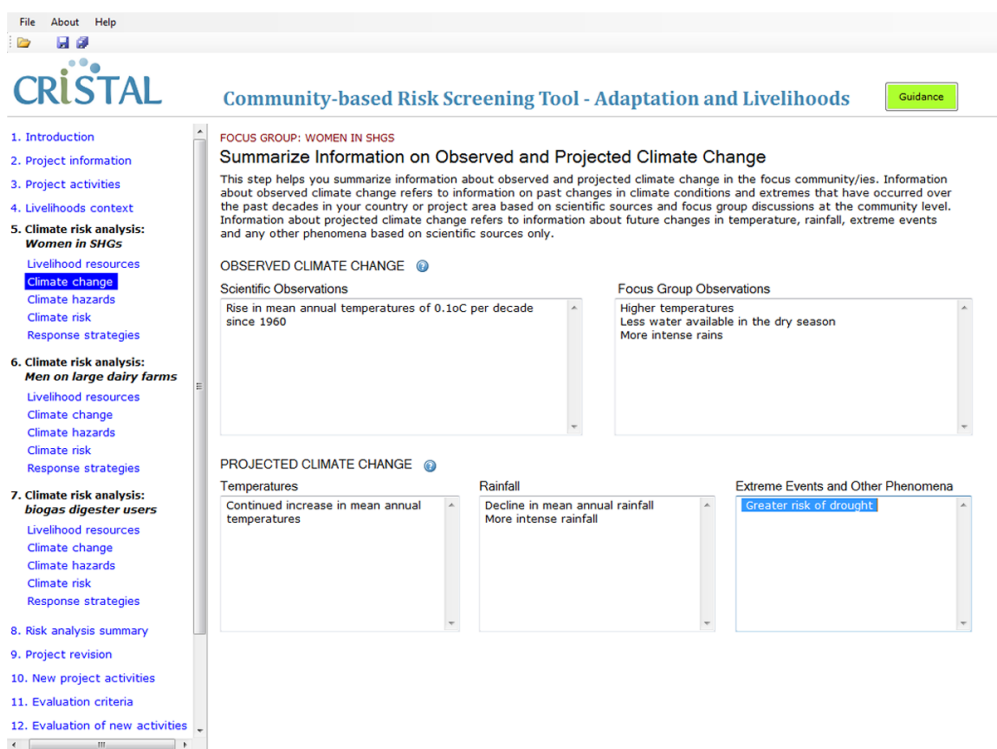 File About Help
CRiSTAL
Community-based Risk Screening Tool - Adaptation and Livelihoods
Guidance
1. Introduction
2. Project information
3. Project activities
4. Livelihoods context
5. Climate risk analysis:
Women in SHGs
Livelihood resources
Climate change
Climate hazards
Climate risk
Response strategies
6. Climate risk analysis:
Men on large dairy farms
Livelihood resources
Climate change
Climate hazards
Climate risk
Response strategies
7. Climate risk analysis:
biogas digester users
Livelihood resources
Climate change
Climate hazards
Climate risk
Response strategies
8. Risk analysis summary
9. Project revision
10. New project activities
11. Evaluation criteria
12. Evaluation of new activities
FOCUS GROUP: WOMEN IN SHGS
Summarize Information on Observed and Projected Climate Change
This step helps you summarize information about observed and projected climate change in the focus community/ies. Information
about observed climate change refers to information on past changes in climate conditions and extremes that have occurred over
the past decades in your country or project area based on scientific sources and focus group discussions at the community level.
Information about projected climate change refers to information about future changes in temperature, rainfall, extreme events
and any other phenomena based on scientific sources only.
OBSERVED CLIMATE CHANGE ?
Scientific Observations
Rise in mean annual temperatures of 0.1oC per decade
since 1960
Focus Group Observations
Higher temperatures
Less water available in the dry season
More intense rains
PROJECTED CLIMATE CHANGE ?
Temperatures
Continued increase in mean annual
temperatures
Rainfall
Decline in mean annual rainfall
More intense rainfall
Extreme Events and Other Phenomena
Greater risk of drought